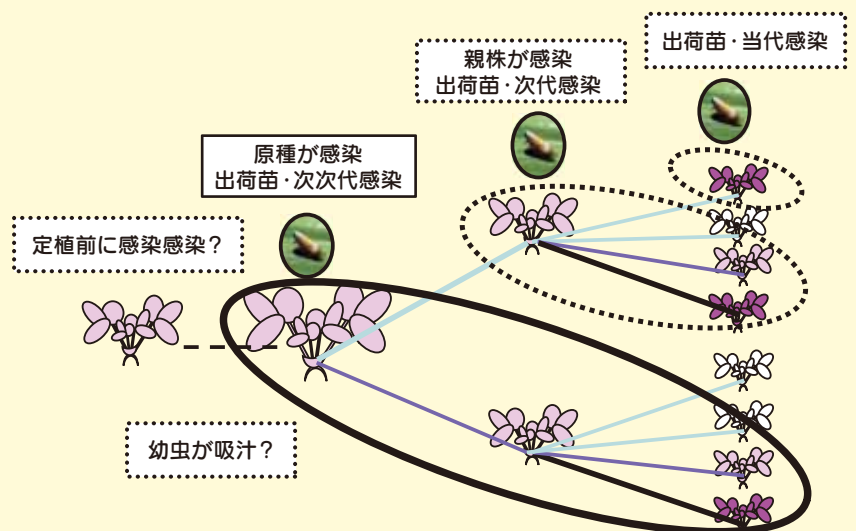 出荷苗・当代感染
親株が感染
出荷苗・次代感染
原種が感染
出荷苗・次次代感染
定植前に感染感染?
幼虫が吸汁?